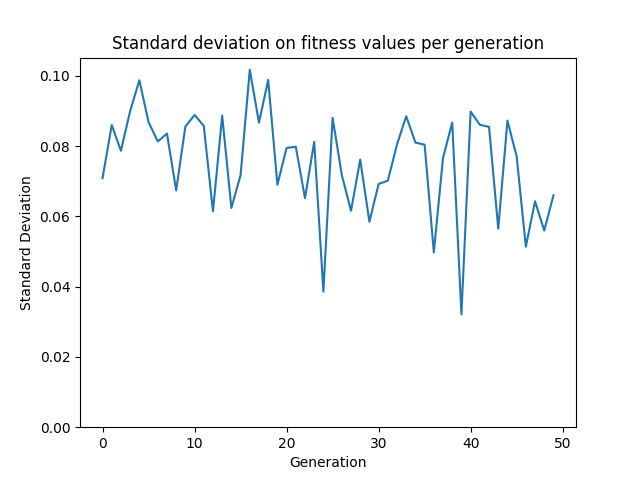 Standard deviation on fitness values per generation
0.10
0.08
0.06
0.04
0.02
0.00
Standard Deviation
0 10 20 30 40 50
Generation